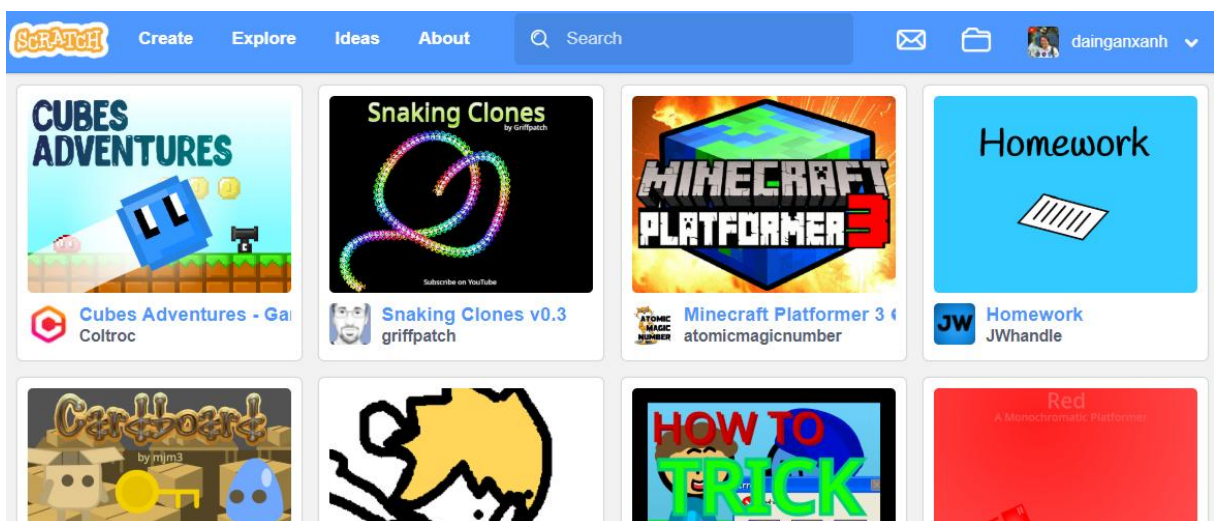 SCRATCH Create Explore Ideas About Search dainganxanh
CUBES
ADVENTURES
Snaking Clones
by Griffpatch
Subscribe on YouTube
MINECRAFT
PLATFORMER 3
Homework
Cubes Adventures - Ga
Coltroc
Snaking Clones v0.3
griffpatch
ATOMIC
MAGIC
NUMBER
Minecraft Platformer 3
atomicmagicnumber
JW
Homework
JWhandle
Cardboard
by mjm3
HOW TO
TRICK
Red
A Monochromatic Platformer